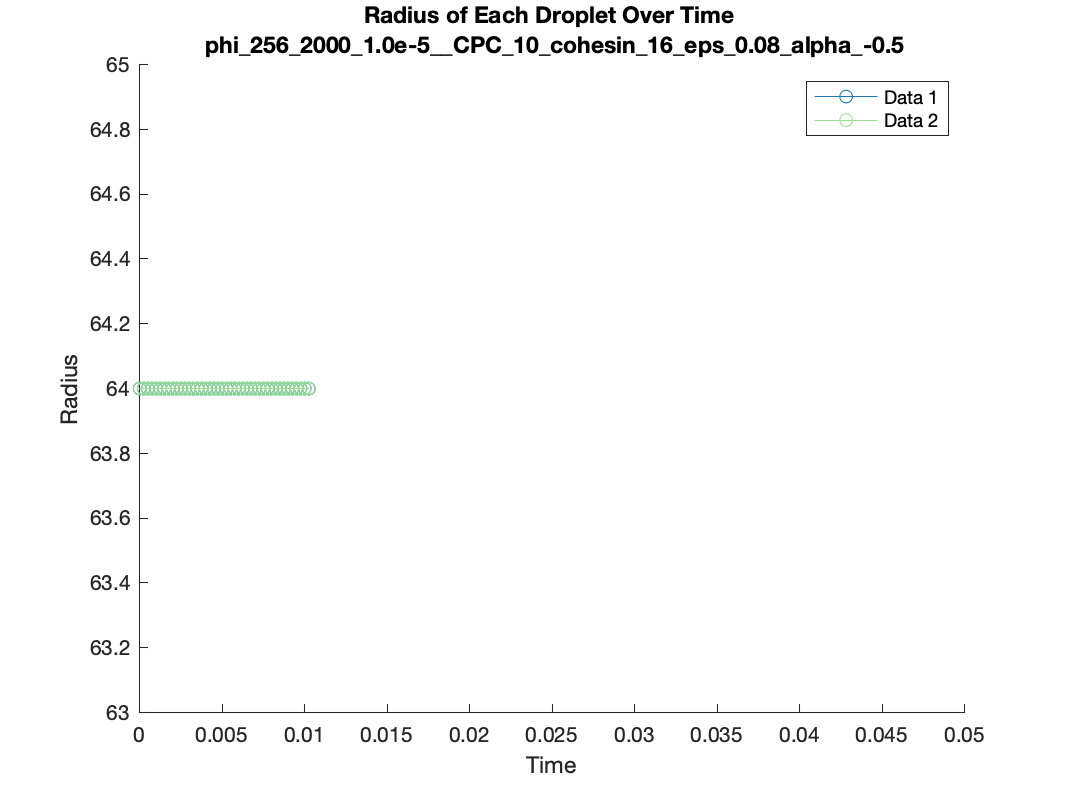 Radius of Each Droplet Over Time
phi_256_2000_1.0e-5__CPC_10_cohesin_16_eps_0.08_alpha_-0.5
65
64.8
64.6
64.4
64.2
64
63.8
63.6
63.4
63.2
63
Radius
Data 1
Data 2
0 0.005 0.01 0.015 0.02 0.025 0.03 0.035 0.04 0.045 0.05
Time